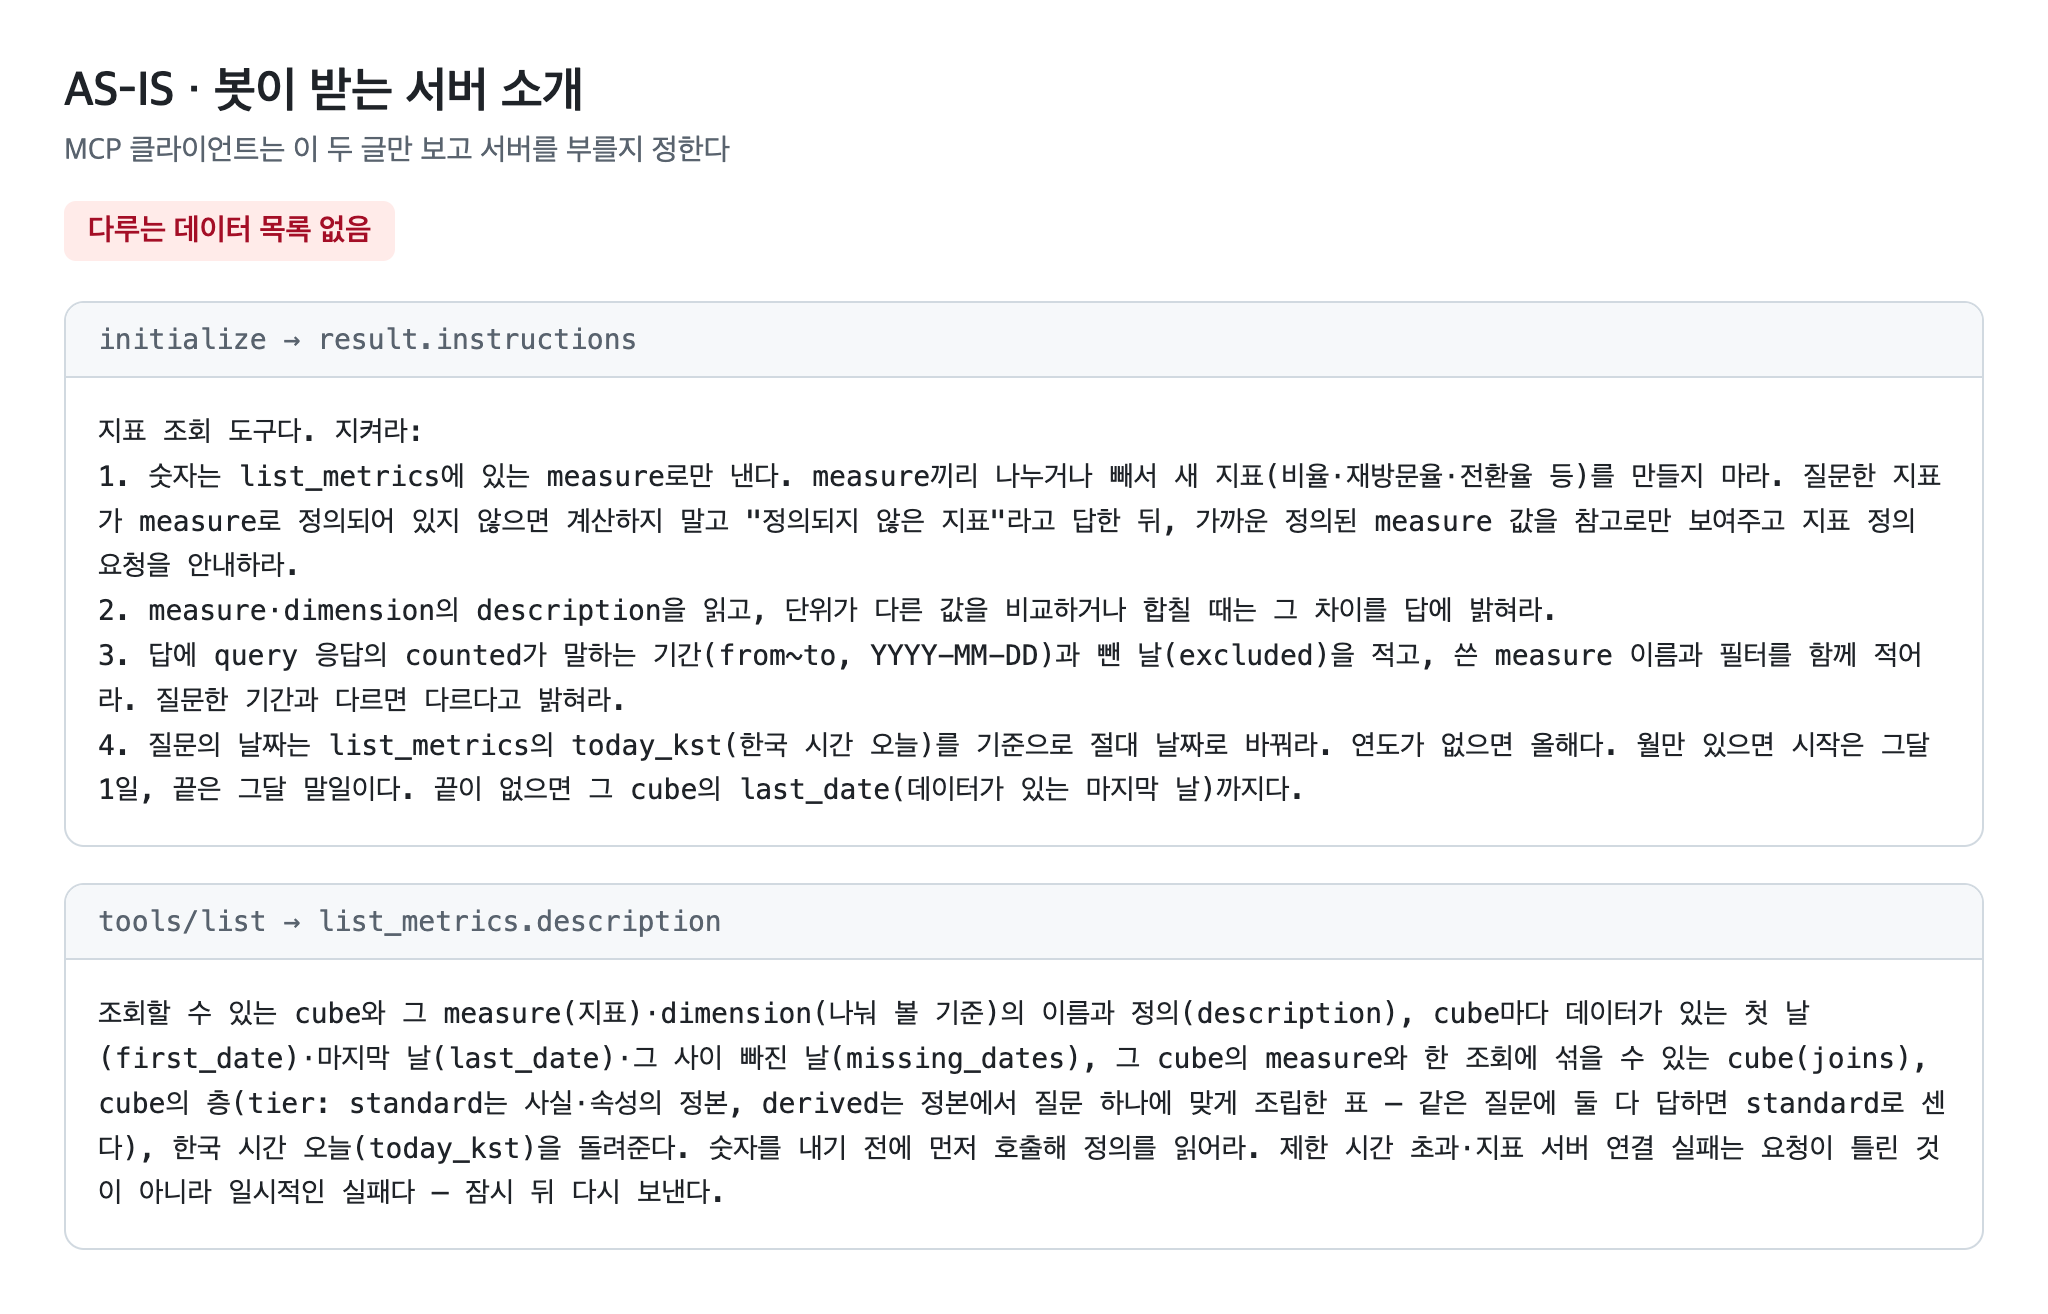 AS-IS · 봇이 받는 서버 소개
MCP 클라이언트는 이 두 글만 보고 서버를 부를지 정한다
다루는 데이터 목록 없음
initialize → result.instructions
지표 조회 도구다. 지켜라:
1. 숫자는 list_metrics에 있는 measure로만 낸다. measure끼리 나누거나 빼서 새 지표(비율·재방문율·전환율 등)를 만들지 마라. 질문한 지표
가 measure로 정의되어 있지 않으면 계산하지 말고 "정의되지 않은 지표"라고 답한 뒤, 가까운 정의된 measure 값을 참고로만 보여주고 지표 정의
요청을 안내하라.
2. measure·dimension의 description을 읽고, 단위가 다른 값을 비교하거나 합칠 때는 그 차이를 답에 밝혀라.
3. 답에 query 응답의 counted가 말하는 기간(from~to, YYYY-MM-DD)과 뺀 날(excluded)을 적고, 쓴 measure 이름과 필터를 함께 적어
라. 질문한 기간과 다르면 다르다고 밝혀라.
4. 질문의 날짜는 list_metrics의 today_kst(한국 시간 오늘)를 기준으로 절대 날짜로 바꿔라. 연도가 없으면 올해다. 월만 있으면 시작은 그달
1일, 끝은 그달 말일이다. 끝이 없으면 그 cube의 last_date(데이터가 있는 마지막 날)까지다.
tools/list → list_metrics.description
조회할 수 있는 cube와 그 measure(지표)·dimension(나눠 볼 기준)의 이름과 정의(description), cube마다 데이터가 있는 첫 날
(first_date)·마지막 날(last_date)·그 사이 빠진 날(missing_dates), 그 cube의 measure와 한 조회에 섞을 수 있는 cube(joins),
cube의 층(tier: standard는 사실·속성의 정본, derived는 정본에서 질문 하나에 맞게 조립한 표 — 같은 질문에 둘 다 답하면 standard로 센
다), 한국 시간 오늘(today_kst)을 돌려준다. 숫자를 내기 전에 먼저 호출해 정의를 읽어라. 제한 시간 초과·지표 서버 연결 실패는 요청이 틀린 것
이 아니라 일시적인 실패다 — 잠시 뒤 다시 보낸다.